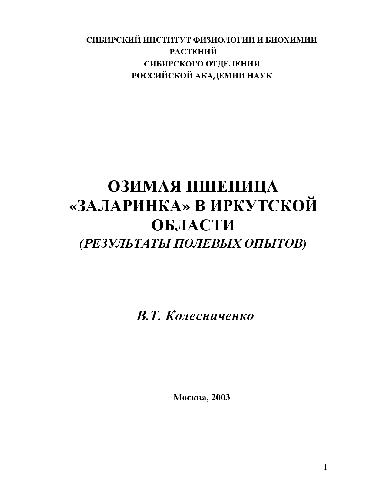 СИБИРСКИЙ ИНСТИТУТ ФИЗИОЛОГИИ И БИОХИМИИ
РАСТЕНИЙ
СИБИРСКОГО ОТДЕЛЕНИЯ
РОССИЙСКОЙ АКАДЕМИИ НАУК
ОЗИМАЯ ПШЕНИЦА
«ЗАЛАРИНКА» В ИРКУТСКОЙ
ОБЛАСТИ
(РЕЗУЛЬТАТЫ ПОЛЕВЫХ ОПЫТОВ)
В.Т. Колесниченко
Москва, 2003
1